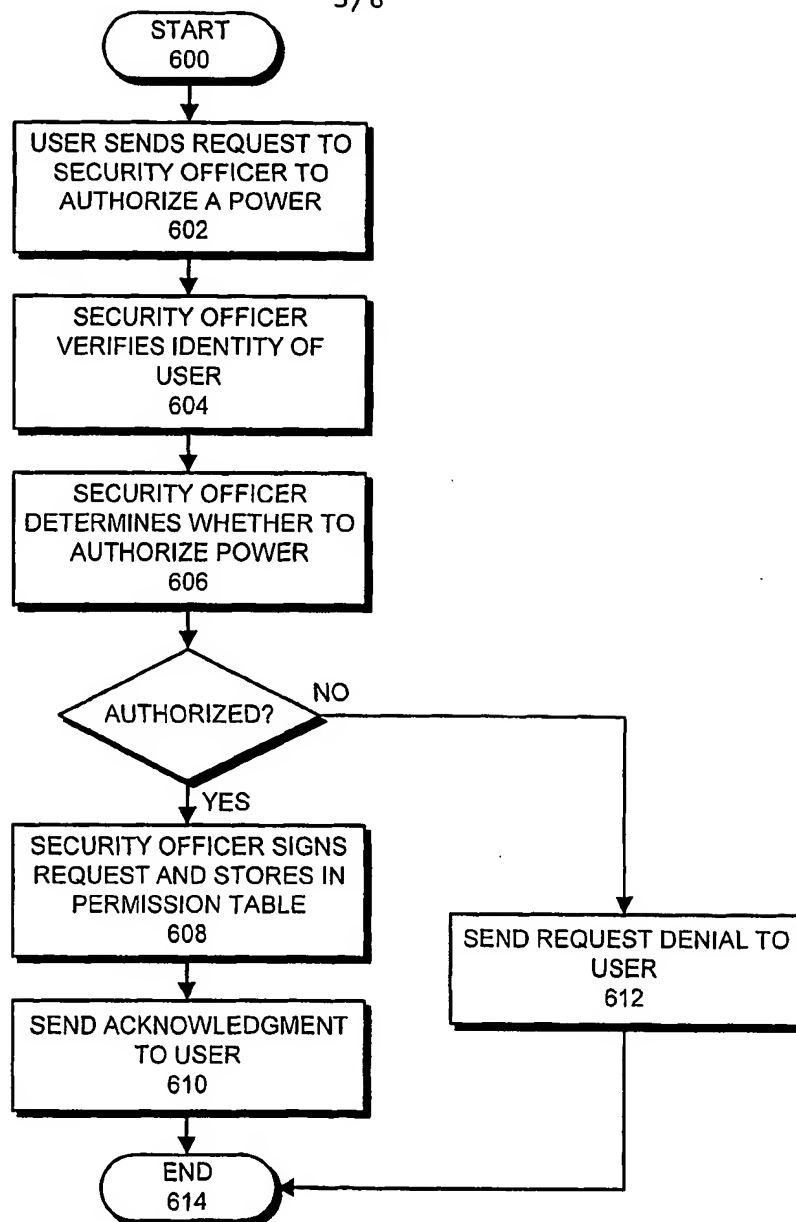 START
600
USER SENDS REQUEST TO
SECURITY OFFICER TO
AUTHORIZE A POWER
602
SECURITY OFFICER
VERIFIES IDENTITY OF
USER
604
SECURITY OFFICER
DETERMINES WHETHER TO
AUTHORIZE POWER
606
AUTHORIZED?
NO
YES
SECURITY OFFICER SIGNS
REQUEST AND STORES IN
PERMISSION TABLE
608
SEND REQUEST DENIAL TO
USER
612
SEND ACKNOWLEDGMENT
TO USER
610
END
614